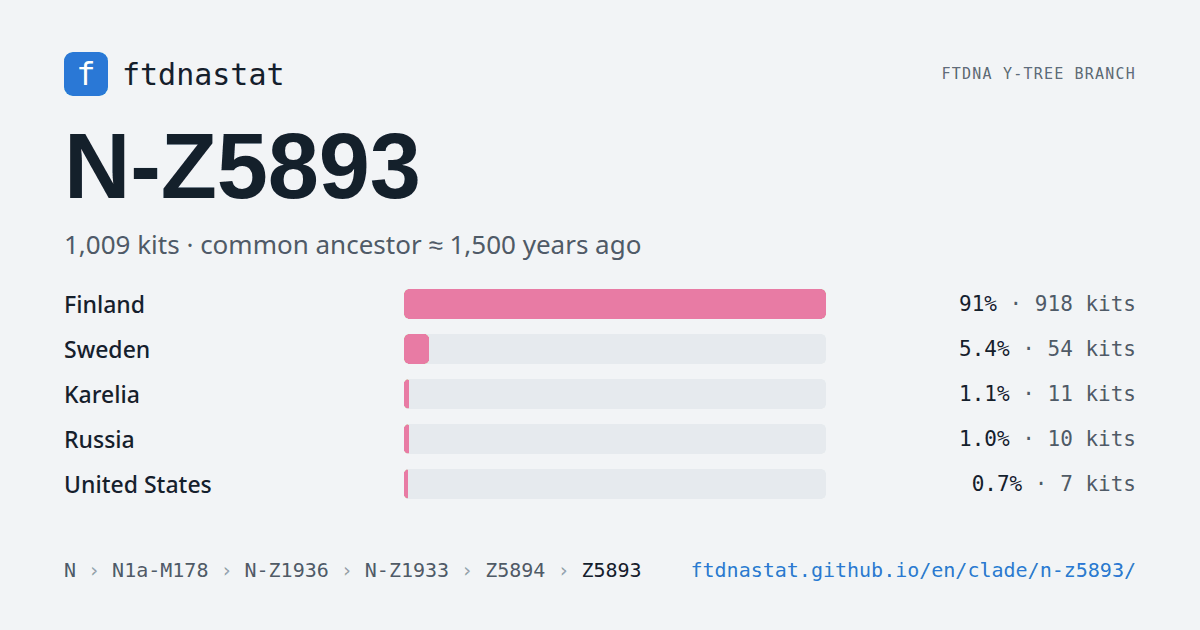 f ftdnastat
FTDNA Y-TREE BRANCH
N-Z5893
1,009 kits · common ancestor ≈ 1,500 years ago
Finland 91% · 918 kits
Sweden 5.4% · 54 kits
Karelia 1.1% · 11 kits
Russia 1.0% · 10 kits
United States 0.7% · 7 kits
N › N1a-M178 › N-Z1936 › N-Z1933 › Z5894 › Z5893
ftdnastat.github.io/en/clade/n-z5893/